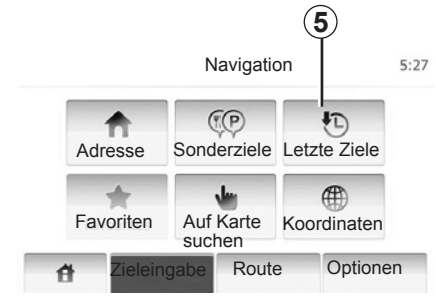 5
Navigation 5:27
Adresse Sonderziele Letzte Ziele
Favoriten Auf Karte suchen Koordinaten
Zieleingabe Route Optionen